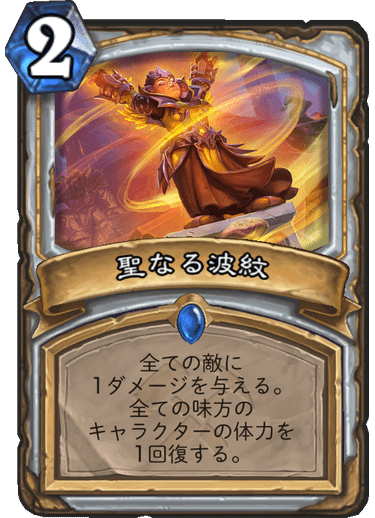 2
聖なる波紋
全ての敵に
1ダメージを与える。
全ての味方の
キャラクターの体力を
1回復する。